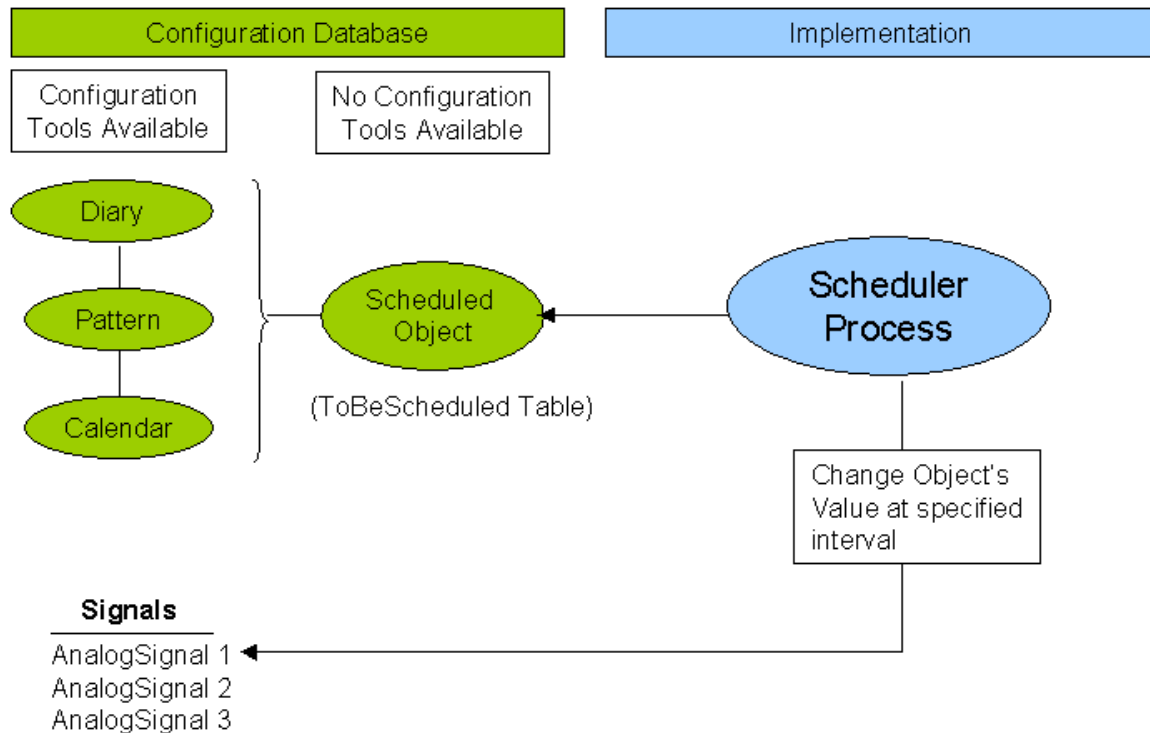 Configuration Database
Implementation
Configuration
Tools Available
No Configuration
Tools Available
Diary
Pattern
Calendar
Scheduled
Object
(ToBeScheduled Table)
Scheduler
Process
Change Object's
Value at specified
interval
Signals
AnalogSignal 1
AnalogSignal 2
AnalogSignal 3